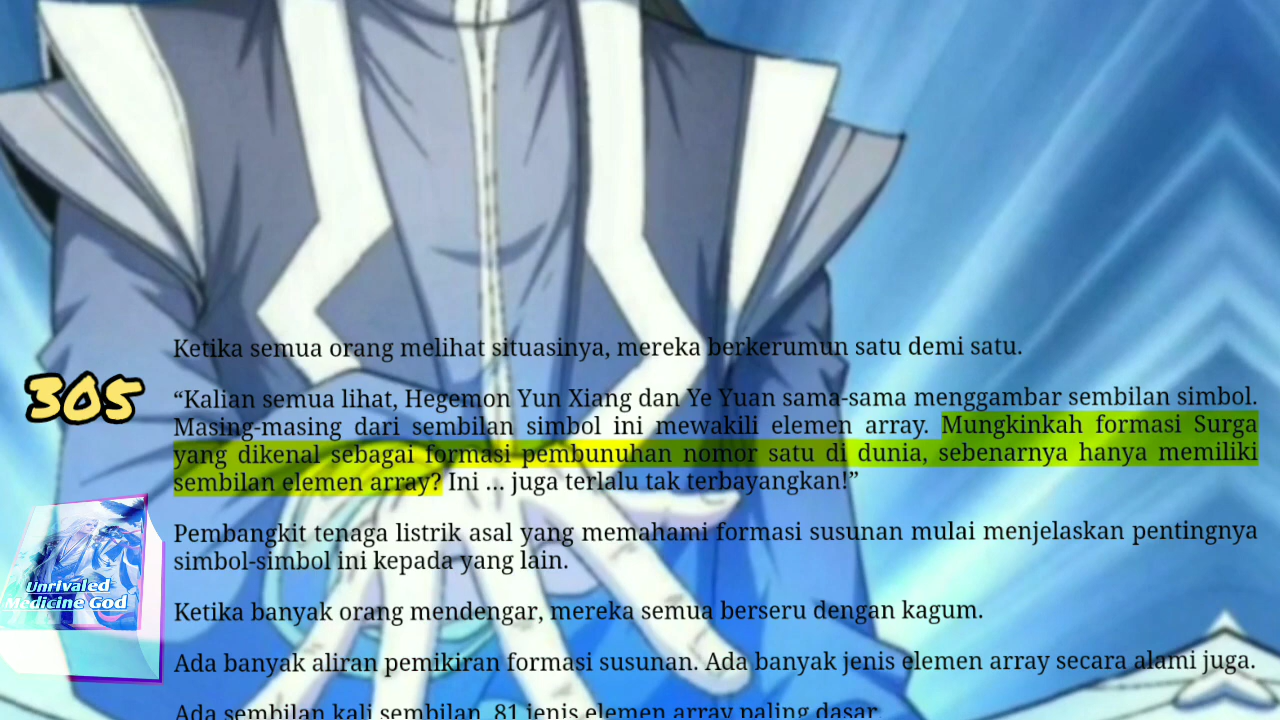 Ketika semua orang melihat situasinya, mereka berkerumun satu demi satu.
“Kalian semua lihat, Hegemon Yun Xiang dan Ye Yuan sama-sama menggambar sembilan simbol.
Masing-masing dari sembilan simbol ini mewakili elemen array. Mungkinkah formasi Surga
yang dikenal sebagai formasi pembunuhan nomor satu di dunia, sebenarnya hanya memiliki
sembilan elemen array? Ini ... juga terlalu tak terbayangkan!”
305
Pembangkit tenaga listrik asal yang memahami formasi susunan mulai menjelaskan pentingnya
simbol-simbol ini kepada yang lain.
Unrivaled
Medicine God
Ketika banyak orang mendengar, mereka semua berseru dengan kagum.
Ada banyak aliran pemikiran formasi susunan. Ada banyak jenis elemen array secara alami juga.
Ada sembilan kali sembilan, 81 jenis elemen array paling dasar